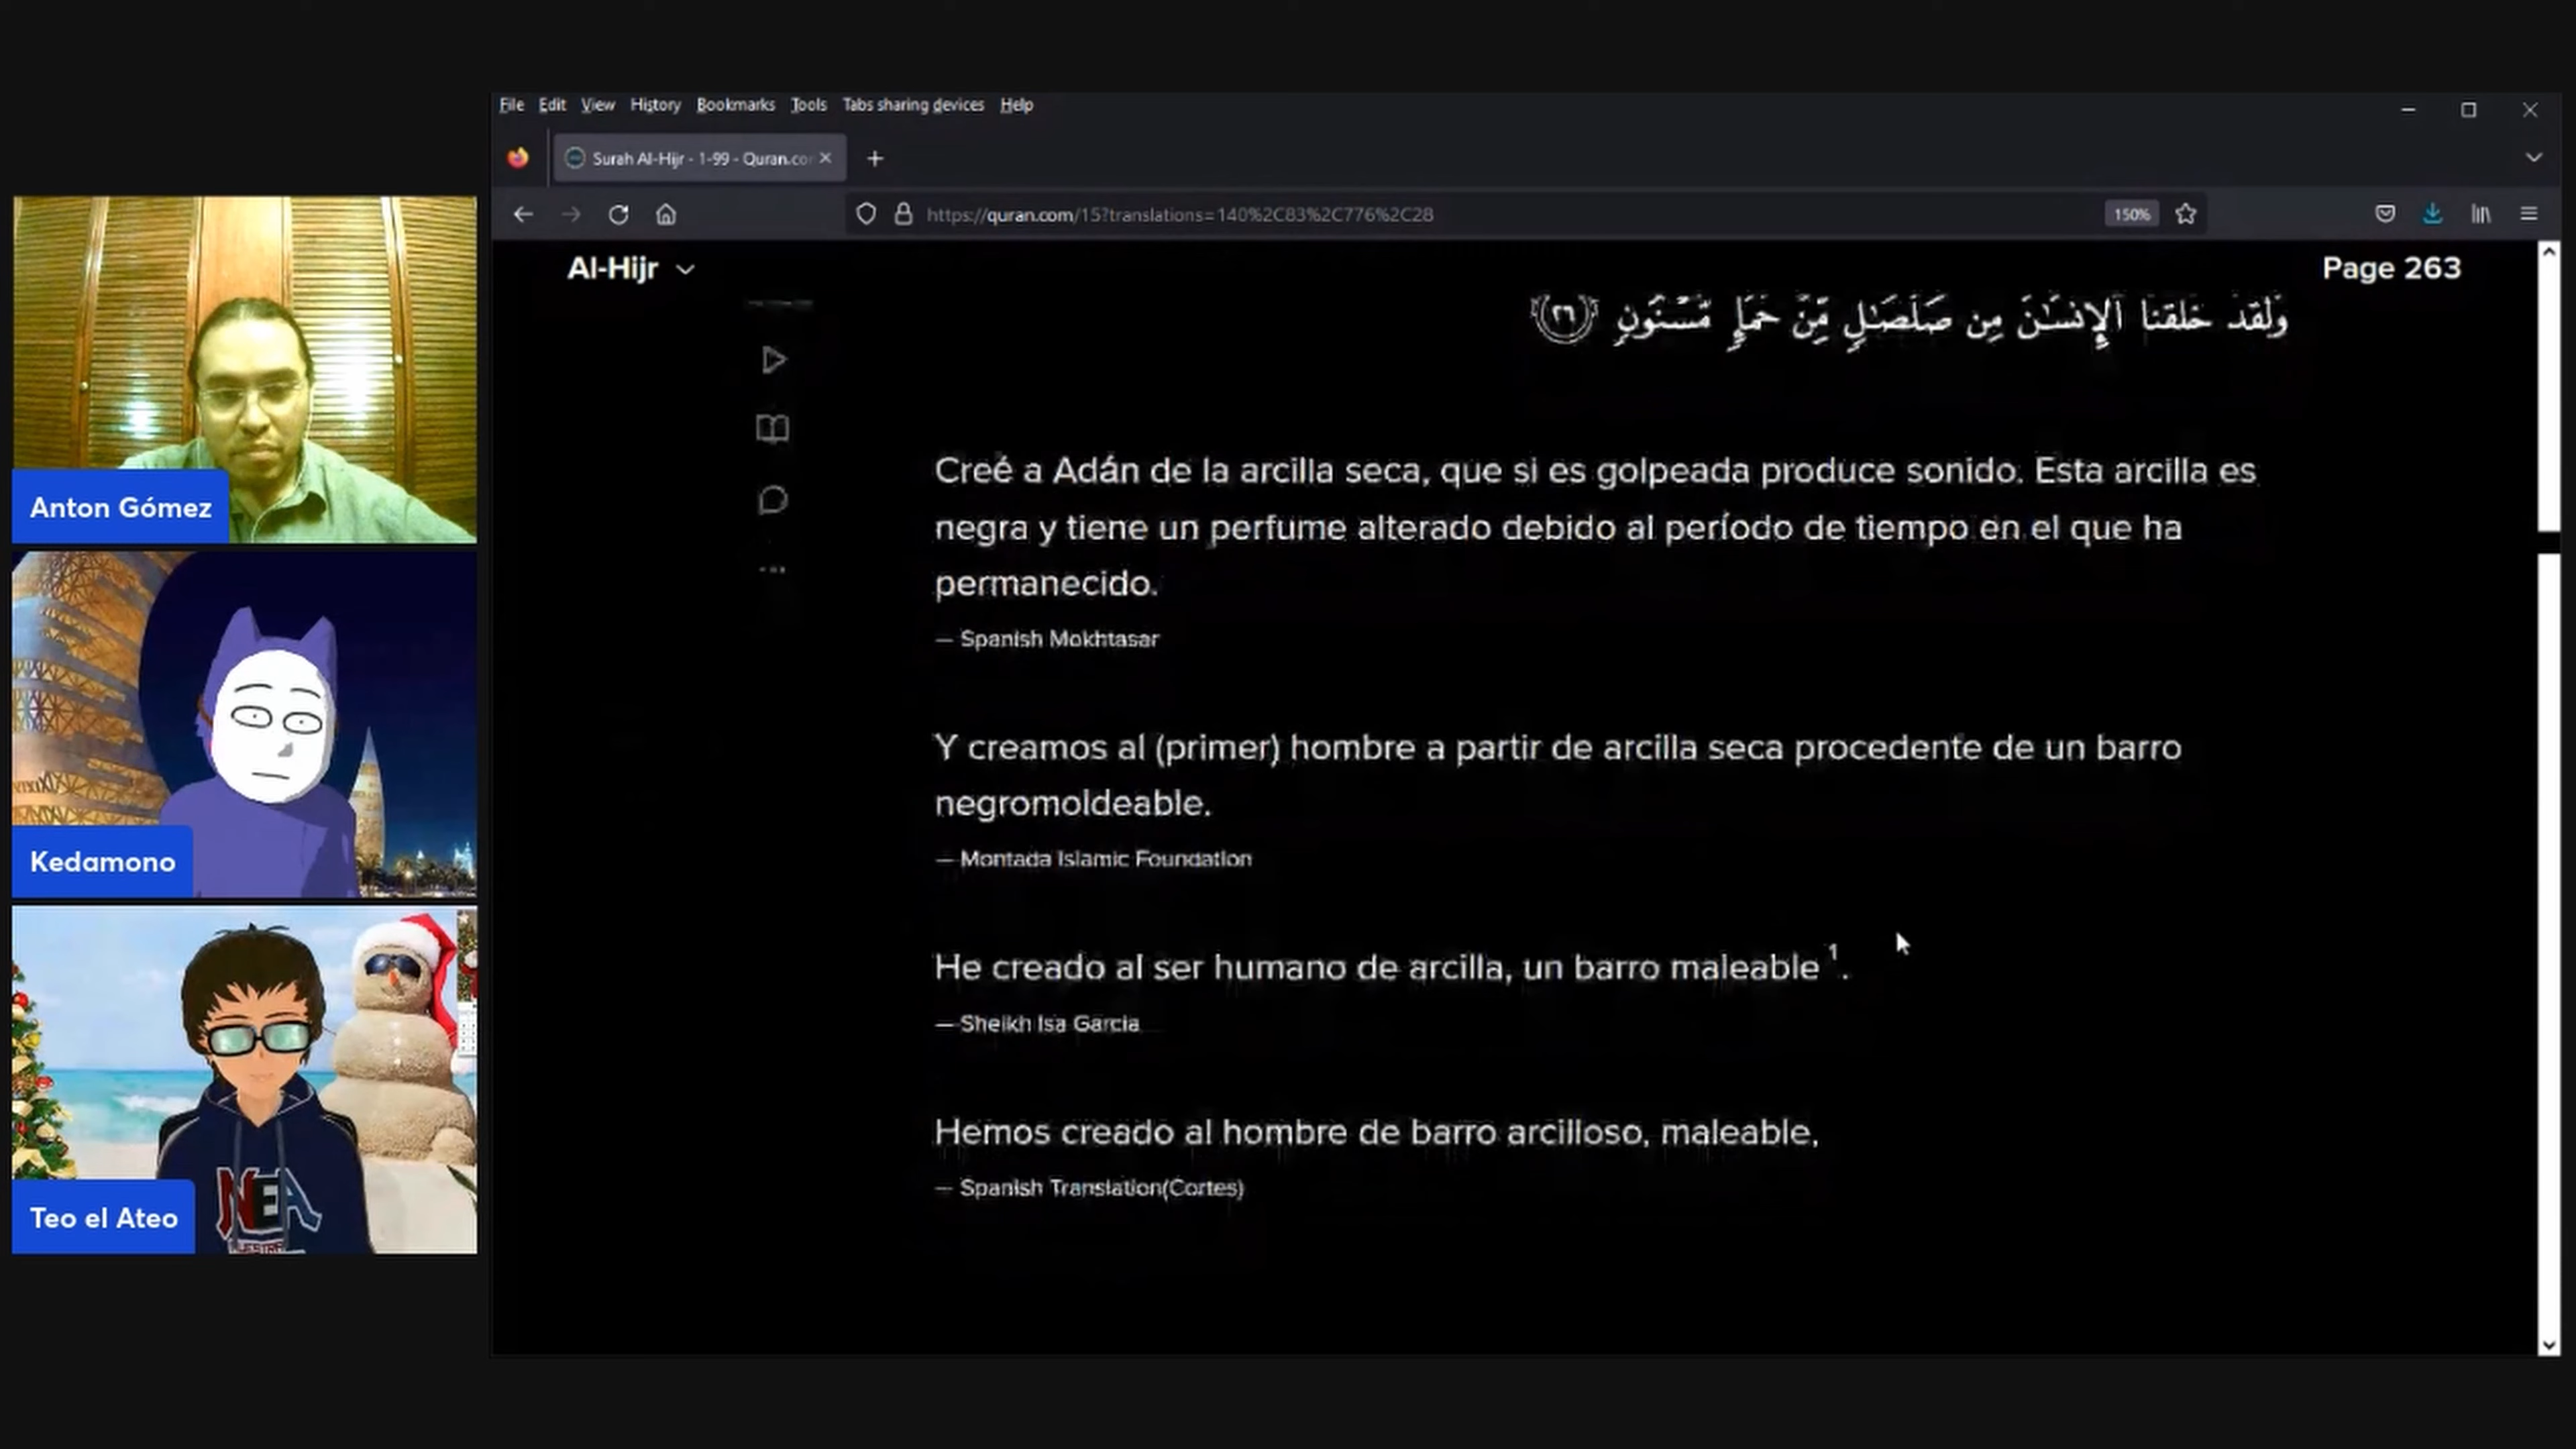 File Edit View History Bookmarks Tools Tabs sharing devices Help
Surah Al-Hijr - 1-99 - Quran.co
https://quran.com/15?translations=140%2C83%2C776%2C28
150%
Al-Hijr
Page 263
وَلَقَدْ خَلَقْنَا ٱلْإِنسَـٰنَ مِن صَلْصَـٰلٍ مِّنْ حَمَإٍ مَّسْنُونٍ ٢٦
Creé a Adán de la arcilla seca, que si es golpeada produce sonido. Esta arcilla es
negra y tiene un perfume alterado debido al período de tiempo en el que ha
permanecido.
— Spanish Mokhtasar
Y creamos al (primer) hombre a partir de arcilla seca procedente de un barro
negromoldeable.
— Montada Islamic Foundation
He creado al ser humano de arcilla, un barro maleable 1.
— Sheikh Isa Garcia
Hemos creado al hombre de barro arcilloso, maleable,
— Spanish Translation(Cortes)
Anton Gómez
Kedamono
NEA
Teo el Ateo